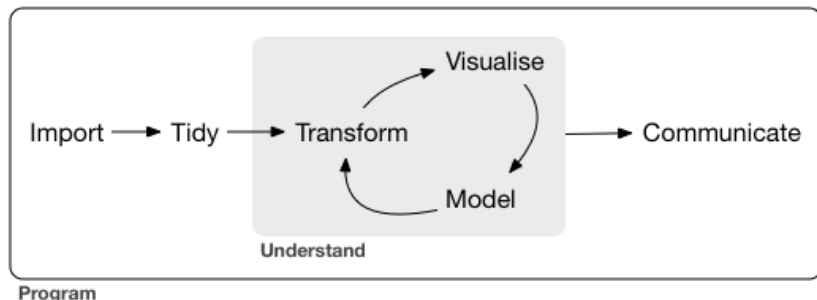 Visualise
Import
Tidy
Transform
Communicate
Model
Understand
Program